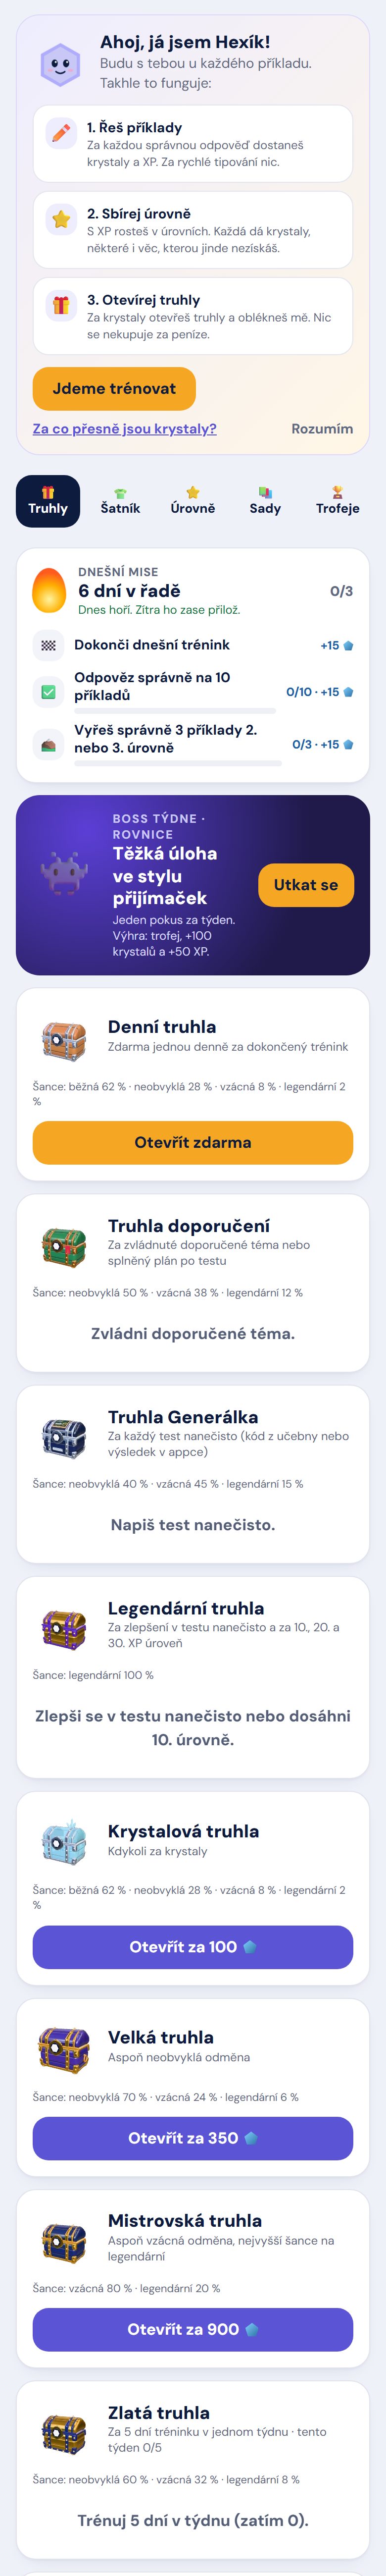 Ahoj, já jsem Hexík!
Budu s tebou u každého příkladu.
Takhle to funguje:
1. Řeš příklady
Za každou správnou odpověď dostaneš
krystaly a XP. Za rychlé tipování nic.
2. Sbírej úrovně
S XP rosteš v úrovních. Každá dá krystaly,
některé i věc, kterou jinde nezískáš.
3. Otevírej truhly
Za krystaly otevřeš truhly a oblékneš mě. Nic
se nekupuje za peníze.
Jdeme trénovat
Za co přesně jsou krystaly?
Rozumím
Truhly
Šatník
Úrovně
Sady
Trofeje
DNEŠNÍ MISE
6 dní v řadě
0/3
Dnes hoří. Zítra ho zase přilož.
Dokonči dnešní trénink
+15
Odpověz správně na 10
příkladů
0/10 · +15
Vyřeš správně 3 příklady 2.
nebo 3. úrovně
0/3 · +15
BOSS TÝDNE ·
ROVNICE
Těžká úloha
ve stylu
přijímaček
Jeden pokus za týden.
Výhra: trofej, +100
krystalů a +50 XP.
Utkat se
Denní truhla
Zdarma jednou denně za dokončený trénink
Šance: běžná 62 % · neobvyklá 28 % · vzácná 8 % · legendární 2
%
Otevřít zdarma
Truhla doporučení
Za zvládnuté doporučené téma nebo
splněný plán po testu
Šance: neobvyklá 50 % · vzácná 38 % · legendární 12 %
Zvládni doporučené téma.
Truhla Generálka
Za každý test nanečisto (kód z učebny nebo
výsledek v appce)
Šance: neobvyklá 40 % · vzácná 45 % · legendární 15 %
Napiš test nanečisto.
Legendární truhla
Za zlepšení v testu nanečisto a za 10., 20. a
30. XP úroveň
Šance: legendární 100 %
Zlepši se v testu nanečisto nebo dosáhni
10. úrovně.
Krystalová truhla
Kdykoli za krystaly
Šance: běžná 62 % · neobvyklá 28 % · vzácná 8 % · legendární 2
%
Otevřít za 100
Velká truhla
Aspoň neobvyklá odměna
Šance: neobvyklá 70 % · vzácná 24 % · legendární 6 %
Otevřít za 350
Mistrovská truhla
Aspoň vzácná odměna, nejvyšší šance na
legendární
Šance: vzácná 80 % · legendární 20 %
Otevřít za 900
Zlatá truhla
Za 5 dní tréninku v jednom týdnu · tento
týden 0/5
Šance: neobvyklá 60 % · vzácná 32 % · legendární 8 %
Trénuj 5 dní v týdnu (zatím 0).